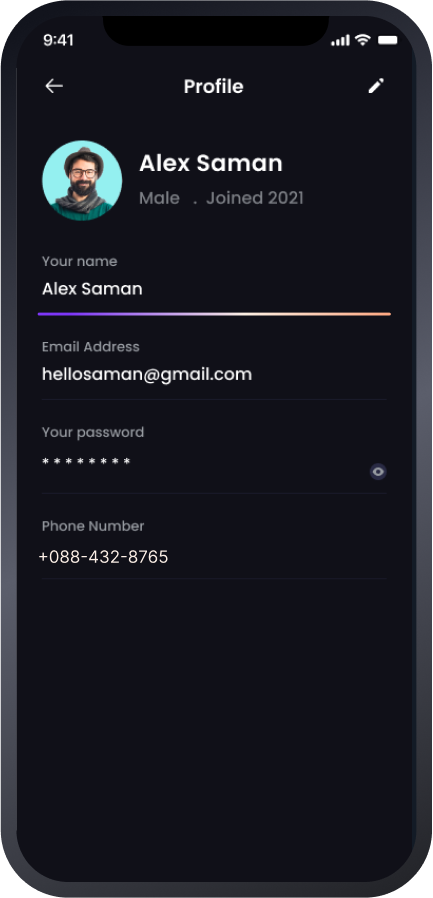 9:41
Profile
Alex Saman
Male . Joined 2021
Your name
Alex Saman
Email Address
hellosaman@gmail.com
Your password
********
Phone Number
+088-432-8765